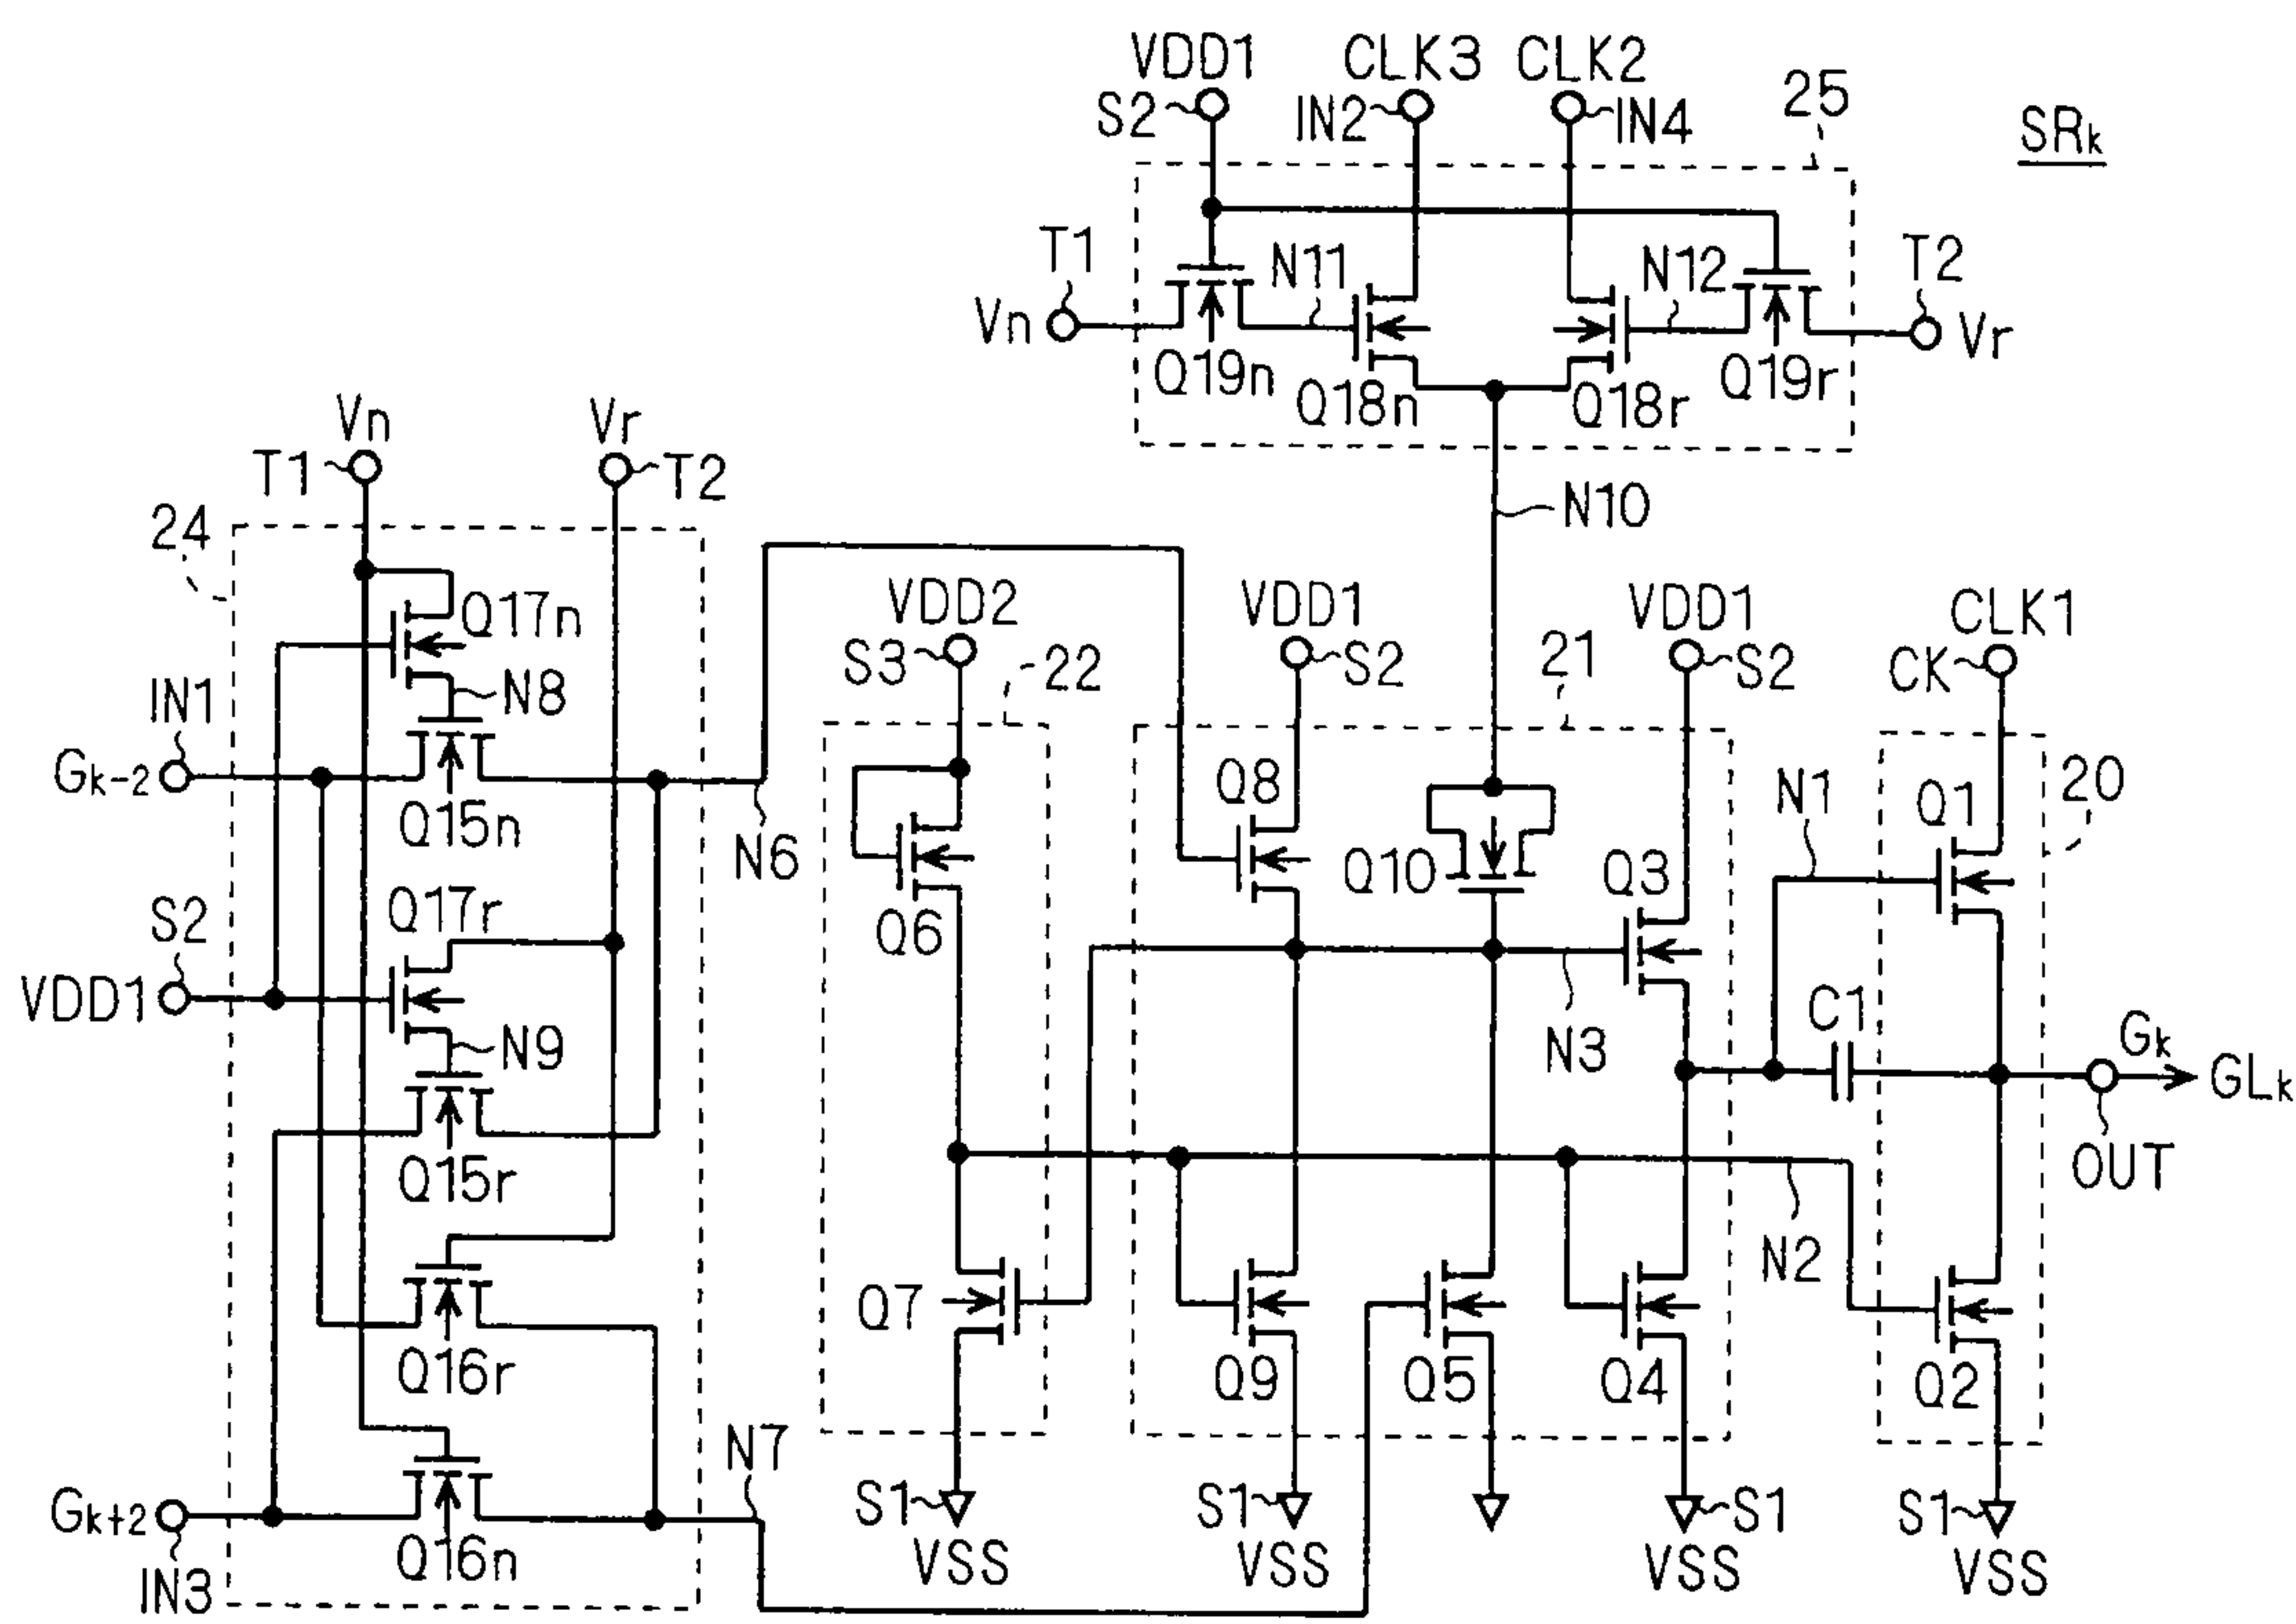 VDD1 CLK3 CLK2
S2 IN2 IN4 25
SRk
T1 N11 N12 T2
Vn Vr
Q19n Q18n Q18r Q19r
Vn Vr
T1 T2
24
N10
Q17n
VDD2 VDD1 VDD1 CLK1
S3 22 S2 21 S2 CK
IN1 N8
Gk-2
Q15n N6
Q8 N1 Q1 20
Q10 Q3
Q6
Q17r
S2
VDD1
N9 N3 C1 Gk
GLk
Q15r OUT
N2
Q7
Q16r Q9 Q5 Q4 Q2
N7
Gk+2
S1 S1 S1 S1
VSS VSS VSS VSS
Q16n
IN3